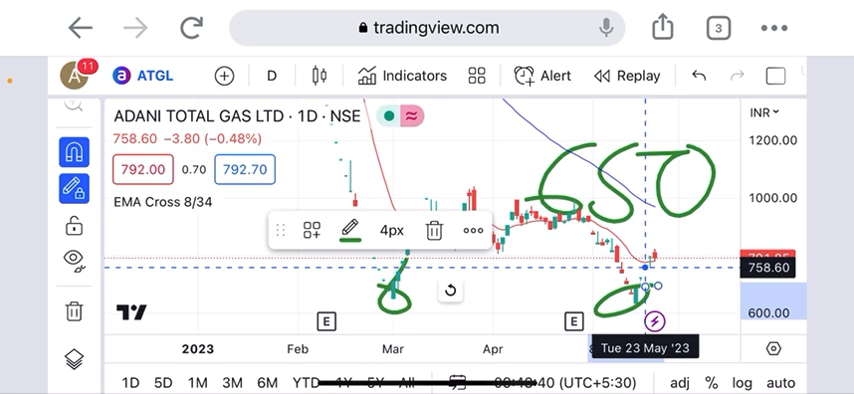 tradingview.com
3
A 11 ATGL D Indicators Alert Replay
ADANI TOTAL GAS LTD · 1D · NSE
INR
758.60 −3.80 (−0.48%)
1200.00
792.00 0.70 792.70
EMA Cross 8/34
650
1000.00
4px
758.60
E E
600.00
2023 Feb Mar Apr Tue 23 May '23
1D 5D 1M 3M 6M YTD 1Y 5Y All (UTC+5:30) adj % log auto